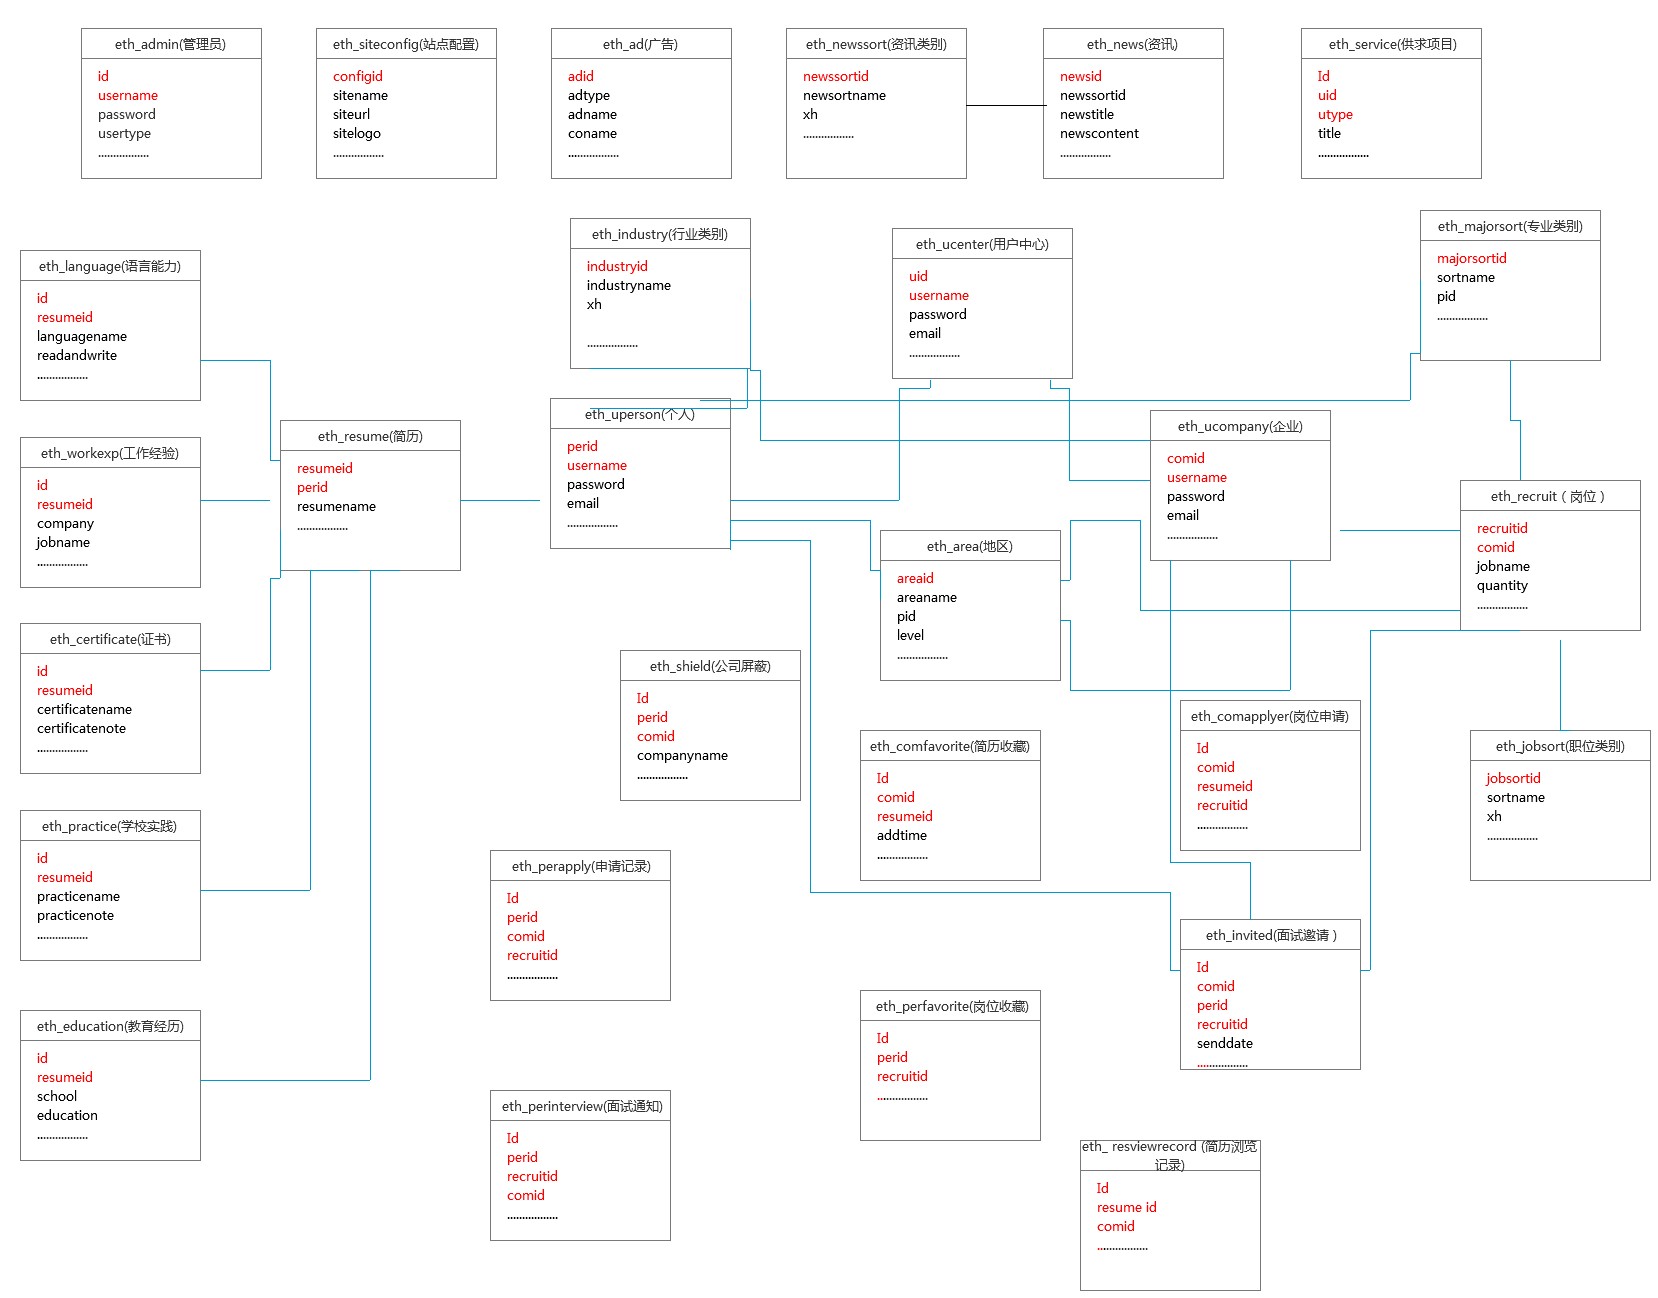 eth_admin(管理员)
id
username
password
usertype
.................
eth_siteconfig(站点配置)
configid
sitename
siteurl
sitelogo
.................
eth_ad(广告)
adid
adtype
adname
coname
.................
eth_newssort(资讯类别)
newssortid
newsortname
xh
.................
eth_news(资讯)
newsid
newssortid
newstitle
newscontent
.................
eth_service(供求项目)
Id
uid
utype
title
.................
eth_industry(行业类别)
industryid
industryname
xh
.................
eth_ucenter(用户中心)
uid
username
password
email
.................
eth_majorsort(专业类别)
majorsortid
sortname
pid
.................
eth_language(语言能力)
id
resumeid
languagename
readandwrite
.................
eth_workexp(工作经验)
id
resumeid
company
jobname
.................
eth_resume(简历)
resumeid
perid
resumename
.................
eth_uperson(个人)
perid
username
password
email
.................
eth_ucompany(企业)
comid
username
password
email
.................
eth_recruit（岗位）
recruitid
comid
jobname
quantity
.................
eth_area(地区)
areaid
areaname
pid
level
.................
eth_certificate(证书)
id
resumeid
certificatename
certificatenote
.................
eth_shield(公司屏蔽)
Id
perid
comid
companyname
.................
eth_comfavorite(简历收藏)
Id
comid
resumeid
addtime
.................
eth_comapplyer(岗位申请)
Id
comid
resumeid
recruitid
.................
eth_jobsort(职位类别)
jobsortid
sortname
xh
.................
eth_practice(学校实践)
id
resumeid
practicename
practicenote
.................
eth_perapply(申请记录)
Id
perid
comid
recruitid
.................
eth_invited(面试邀请）
Id
comid
perid
recruitid
senddate
.................
eth_education(教育经历)
id
resumeid
school
education
.................
eth_perfavorite(岗位收藏)
Id
perid
recruitid
.................
eth_perinterview(面试通知)
Id
perid
recruitid
comid
.................
eth_ resviewrecord (简历浏览
记录)
Id
resume id
comid
.................